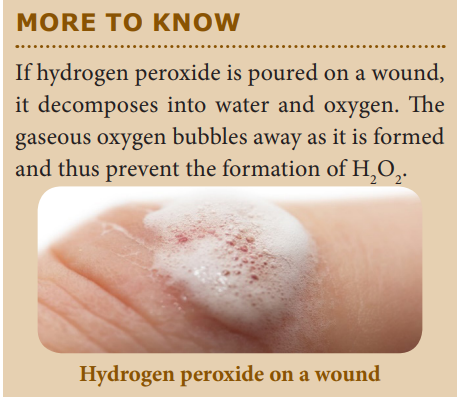 MORE TO KNOW
If hydrogen peroxide is poured on a wound,
it decomposes into water and oxygen. The
gaseous oxygen bubbles away as it is formed
and thus prevent the formation of H₂O₂.
Hydrogen peroxide on a wound